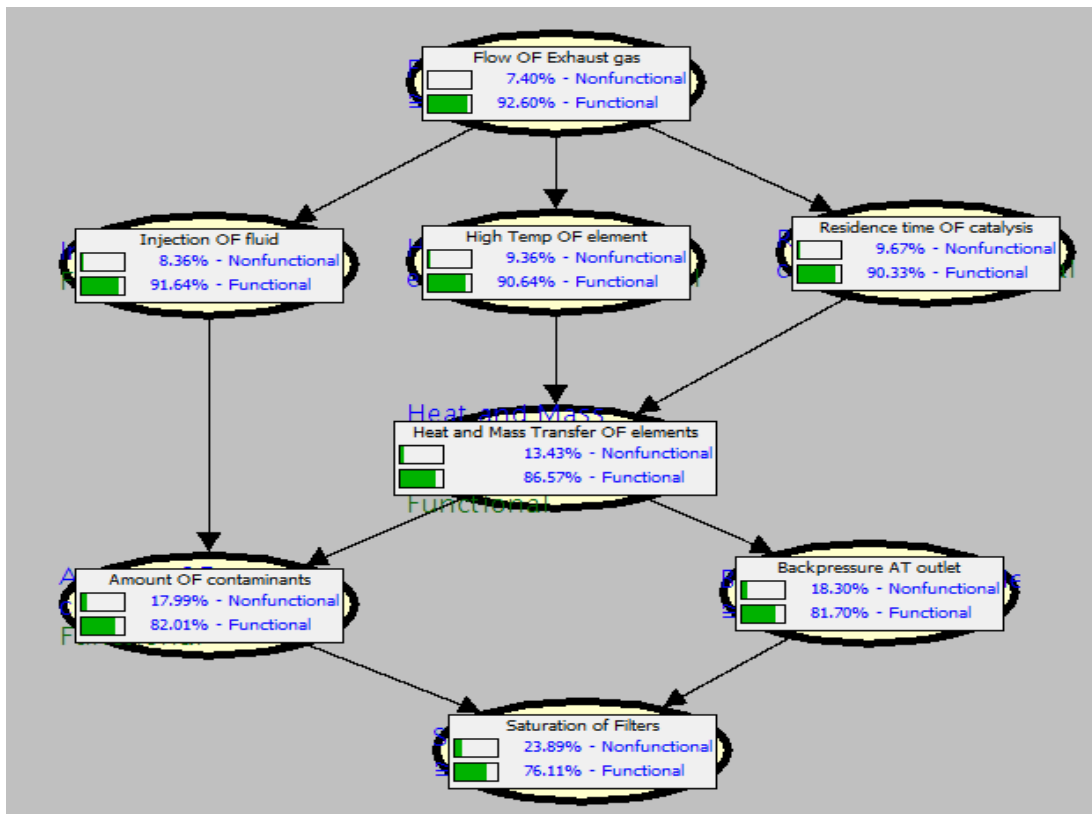 Flow OF Exhaust gas
7.40% - Nonfunctional
92.60% - Functional
Injection OF fluid
8.36% - Nonfunctional
91.64% - Functional
High Temp OF element
9.36% - Nonfunctional
90.64% - Functional
Residence time OF catalysis
9.67% - Nonfunctional
90.33% - Functional
Heat and Mass
Heat and Mass Transfer OF elements
13.43% - Nonfunctional
86.57% - Functional
Functional
Amount OF contaminants
17.99% - Nonfunctional
82.01% - Functional
Backpressure AT outlet
18.30% - Nonfunctional
81.70% - Functional
Saturation of Filters
23.89% - Nonfunctional
76.11% - Functional